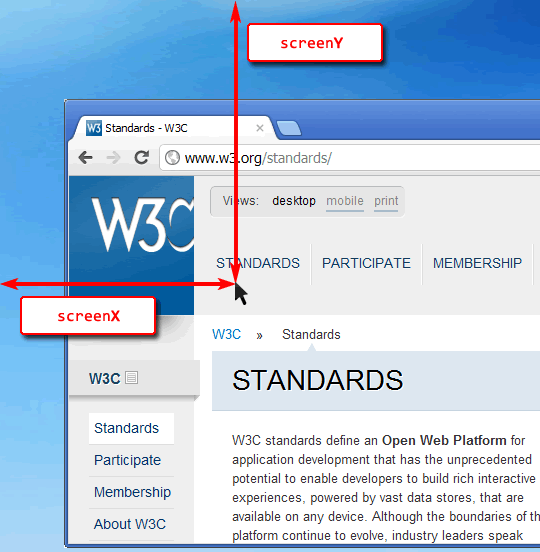 screenY
Standards - W3C
www.w3.org/standards/
W3C
Views: desktop mobile print
STANDARDS PARTICIPATE MEMBERSHIP
screenX
W3C » Standards
W3C
STANDARDS
Standards
Participate
Membership
About W3C
W3C standards define an Open Web Platform for
application development that has the unprecedented
potential to enable developers to build rich interactive
experiences, powered by vast data stores, that are
available on any device. Although the boundaries of th
platform continue to evolve, industry leaders speak